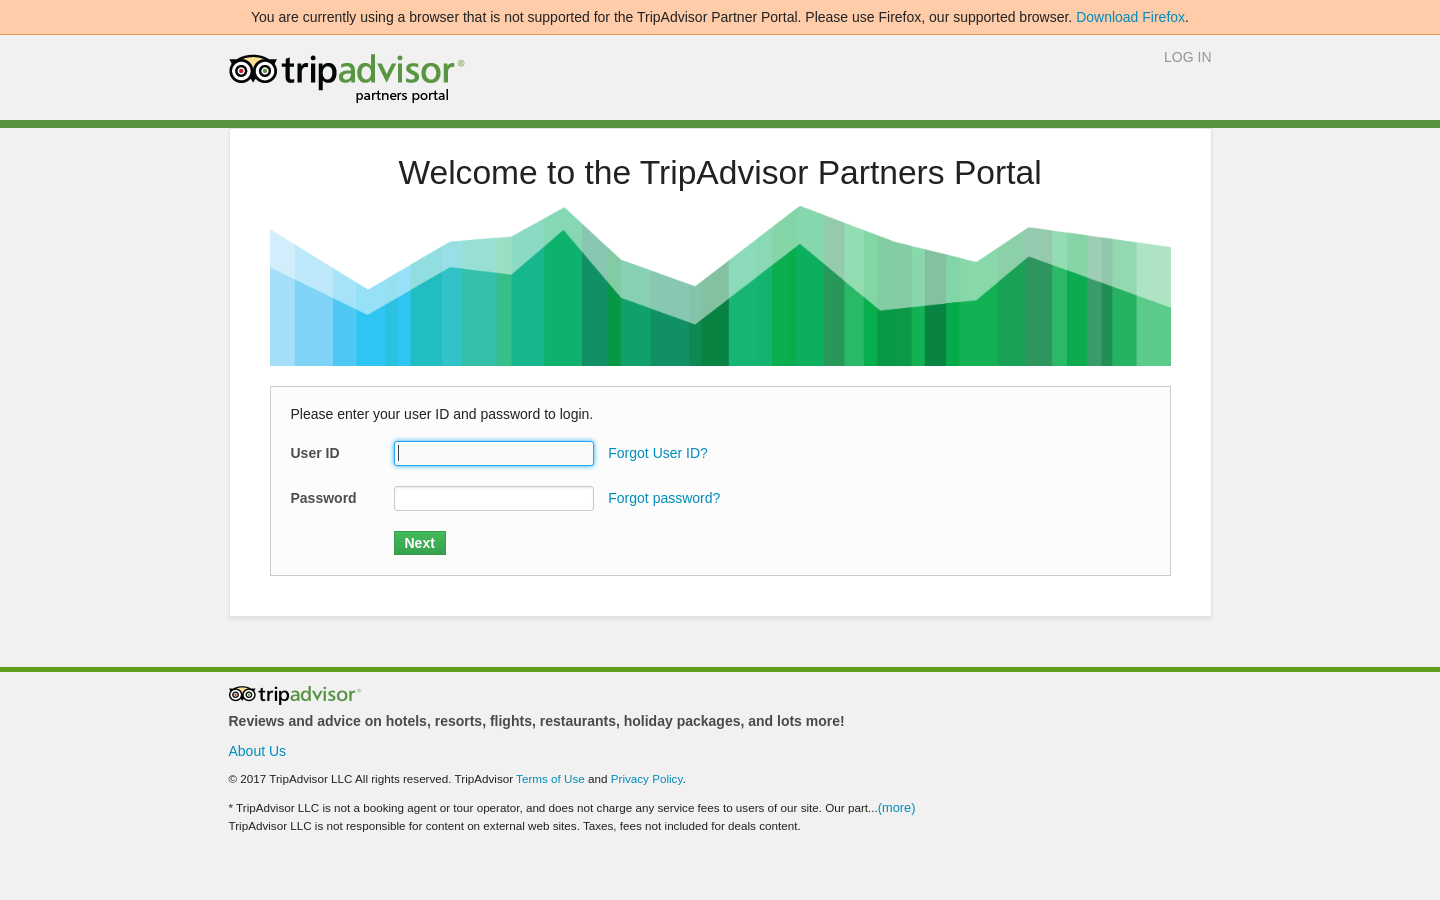 You are currently using a browser that is not supported for the TripAdvisor Partner Portal. Please use Firefox, our supported browser. Download Firefox.
LOG IN
tripadvisor®
partners portal
Welcome to the TripAdvisor Partners Portal
Please enter your user ID and password to login.
User ID Forgot User ID?
Password Forgot password?
Next
tripadvisor®
Reviews and advice on hotels, resorts, flights, restaurants, holiday packages, and lots more!
About Us
© 2017 TripAdvisor LLC All rights reserved. TripAdvisor Terms of Use and Privacy Policy.
* TripAdvisor LLC is not a booking agent or tour operator, and does not charge any service fees to users of our site. Our part...(more)
TripAdvisor LLC is not responsible for content on external web sites. Taxes, fees not included for deals content.